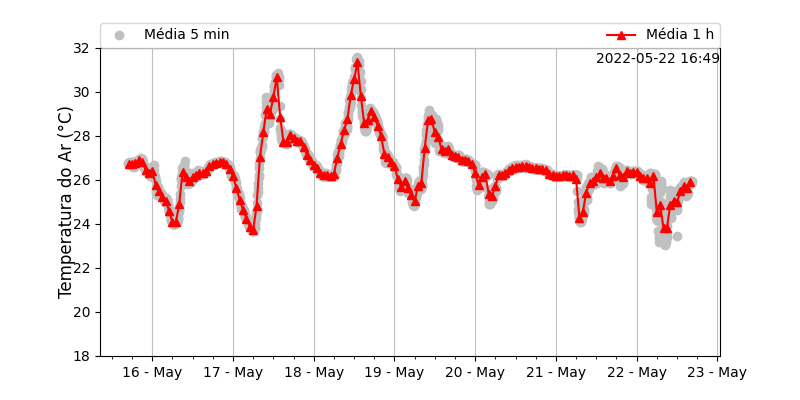 Média 5 min
Média 1 h
2022-05-22 16:49
Temperatura do Ar (°C)
32
30
28
26
24
22
20
18
16 - May
17 - May
18 - May
19 - May
20 - May
21 - May
22 - May
23 - May